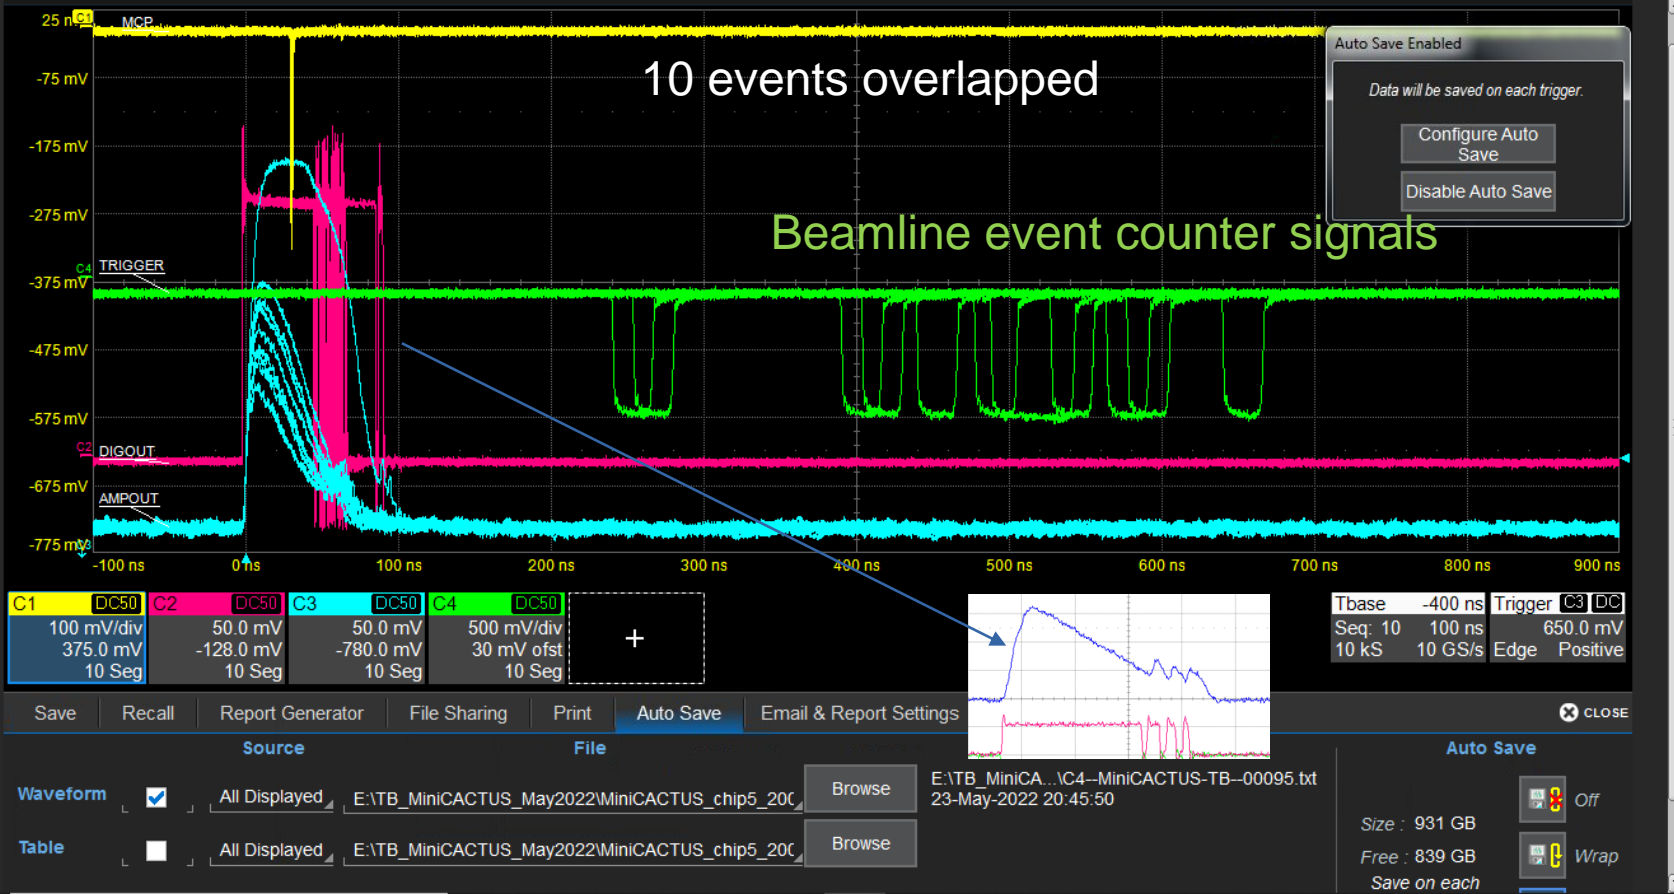 25 mV C1 MCP
-75 mV
-175 mV
-275 mV
-375 mV
-475 mV
-575 mV
-675 mV
-775 mV
10 events overlapped
Beamline event counter signals
C4 TRIGGER
C2 DIGOUT
AMPOUT
C3
-100 ns 0 ns 100 ns 200 ns 300 ns 400 ns 500 ns 600 ns 700 ns 800 ns 900 ns
Auto Save Enabled
Data will be saved on each trigger.
Configure Auto
Save
Disable Auto Save
C1 DC50
100 mV/div
375.0 mV
10 Seg
C2 DC50
50.0 mV
-128.0 mV
10 Seg
C3 DC50
50.0 mV
-780.0 mV
10 Seg
C4 DC50
500 mV/div
30 mV ofst
10 Seg
+
Tbase -400 ns
Seq: 10 100 ns
10 kS 10 GS/s
Trigger C3 DC
650.0 mV
Edge Positive
Save Recall Report Generator File Sharing Print Auto Save Email & Report Settings CLOSE
Source File Auto Save
Waveform All Displayed E:\TB_MiniCACTUS_May2022\MiniCACTUS_chip5_200 Browse
E:\TB_MiniCA...\C4--MiniCACTUS-TB--00095.txt
23-May-2022 20:45:50
Table All Displayed E:\TB_MiniCACTUS_May2022\MiniCACTUS_chip5_200 Browse
Off
Size : 931 GB
Free : 839 GB
Wrap
Save on each